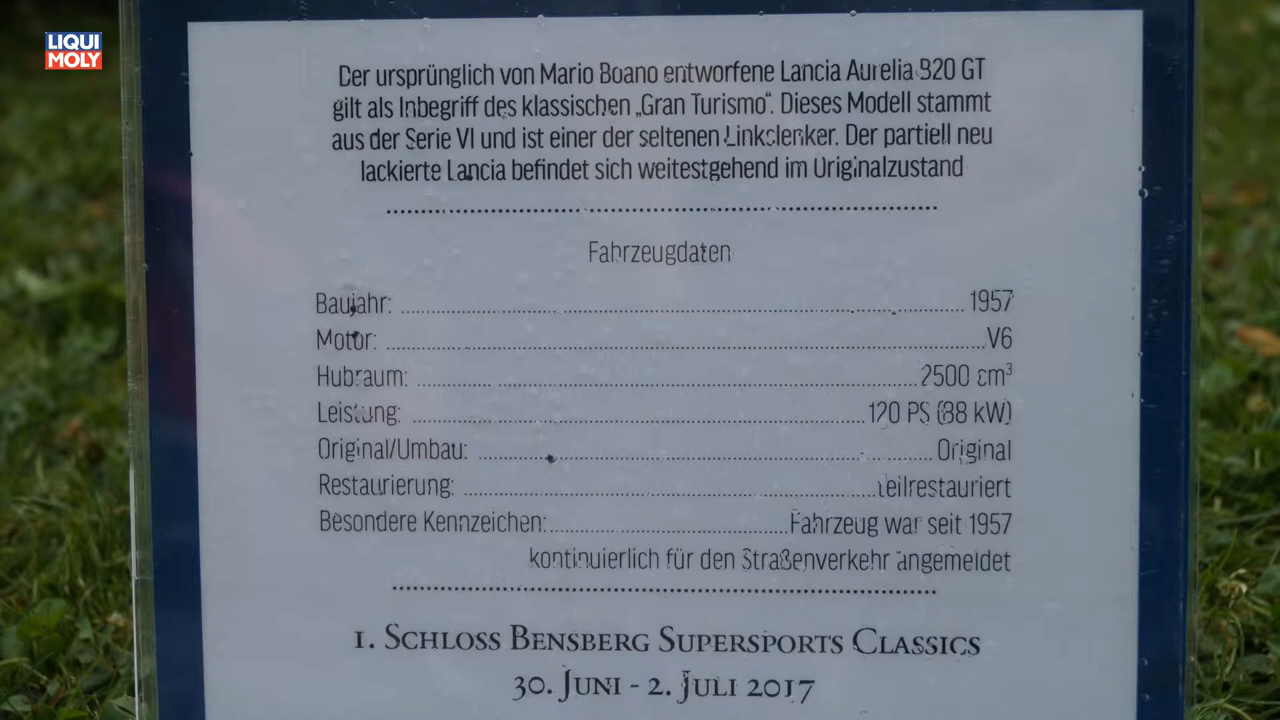 LIQUI
MOLY
Der ursprünglich von Mario Boano entworfene Lancia Aurelia B20 GT
gilt als Inbegriff des klassischen „Gran Turismo“. Dieses Modell stammt
aus der Serie VI und ist einer der seltenen Linkslenker. Der partiell neu
lackierte Lancia befindet sich weitestgehend im Originalzustand
Fahrzeugdaten
Baujahr: 1957
Motor: V6
Hubraum: 2500 cm³
Leistung: 120 PS (88 kW)
Original/Umbau: Original
Restaurierung: teilrestauriert
Besondere Kennzeichen: Fahrzeug war seit 1957
kontinuierlich für den Straßenverkehr angemeldet
1. Schloss Bensberg Supersports Classics
30. Juni - 2. Juli 2017